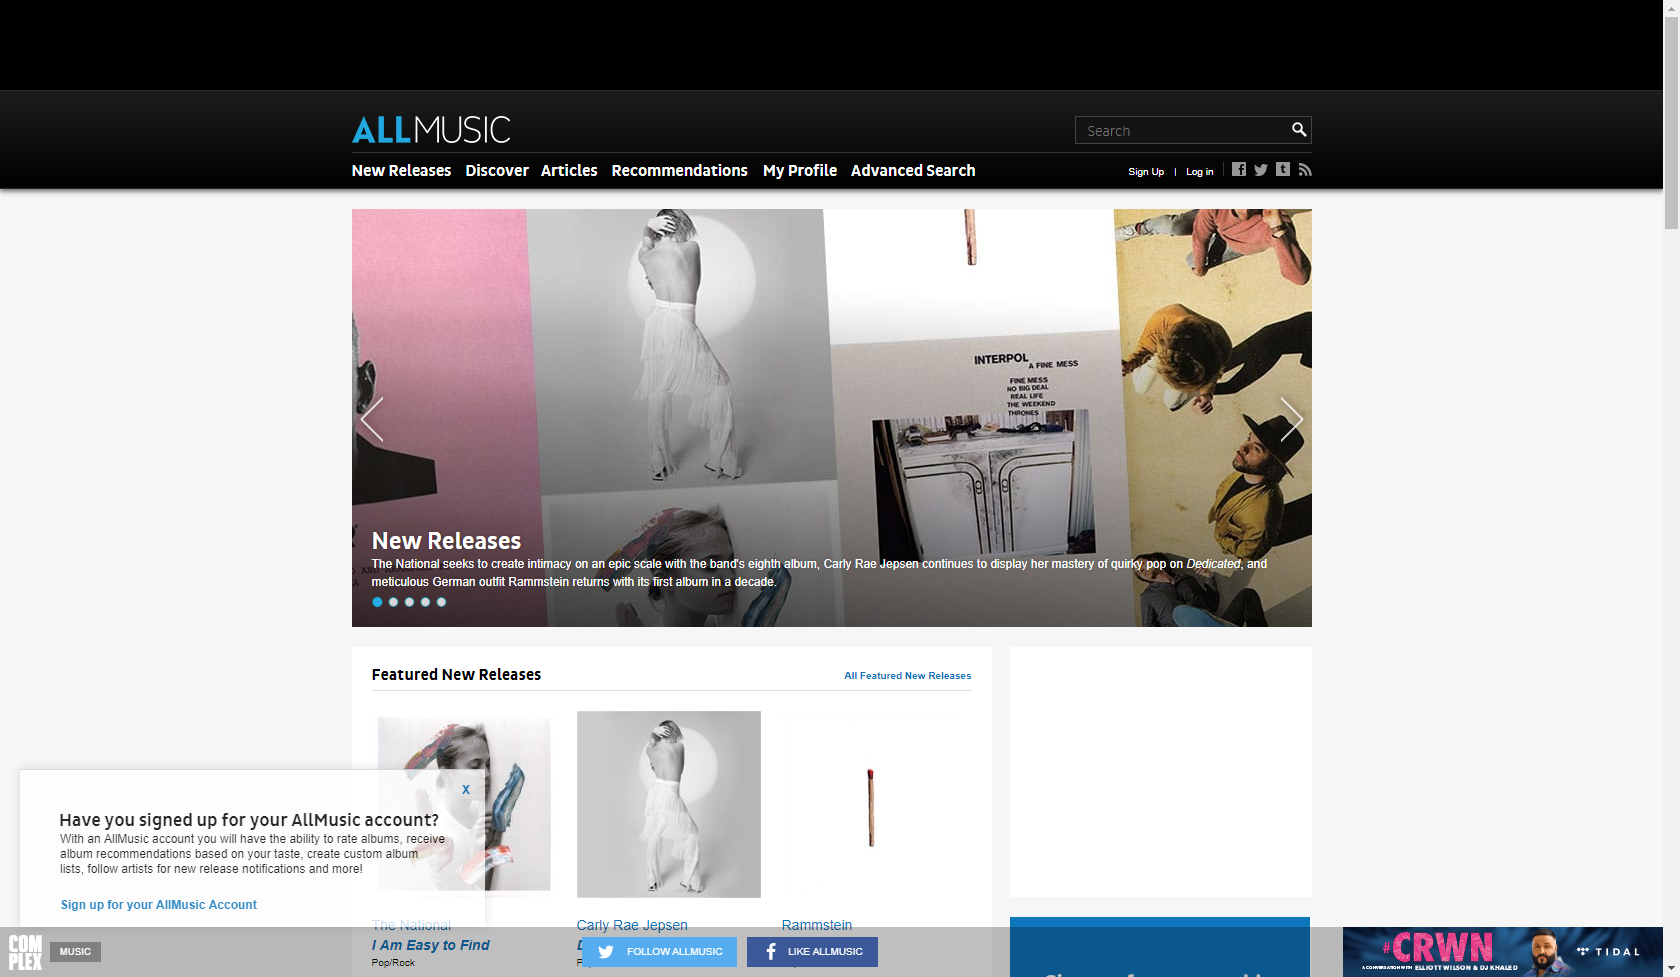 ALLMUSIC
Search
New Releases Discover Articles Recommendations My Profile Advanced Search
Sign Up | Log in
INTERPOL
A FINE MESS
FINE MESS
NO BIG DEAL
REAL LIFE
THE WEEKEND
THRONES
New Releases
The National seeks to create intimacy on an epic scale with the band's eighth album, Carly Rae Jepsen continues to display her mastery of quirky pop on Dedicated, and
meticulous German outfit Rammstein returns with its first album in a decade.
Featured New Releases
All Featured New Releases
X
Have you signed up for your AllMusic account?
With an AllMusic account you will have the ability to rate albums, receive
album recommendations based on your taste, create custom album
lists, follow artists for new release notifications and more!
Sign up for your AllMusic Account
The National
I Am Easy to Find
Pop/Rock
Carly Rae Jepsen
Rammstein
COM
PLEX
MUSIC
FOLLOW ALLMUSIC
LIKE ALLMUSIC
#CRWN
A CONVERSATION WITH ELLIOTT WILSON & DJ KHALED
TIDAL